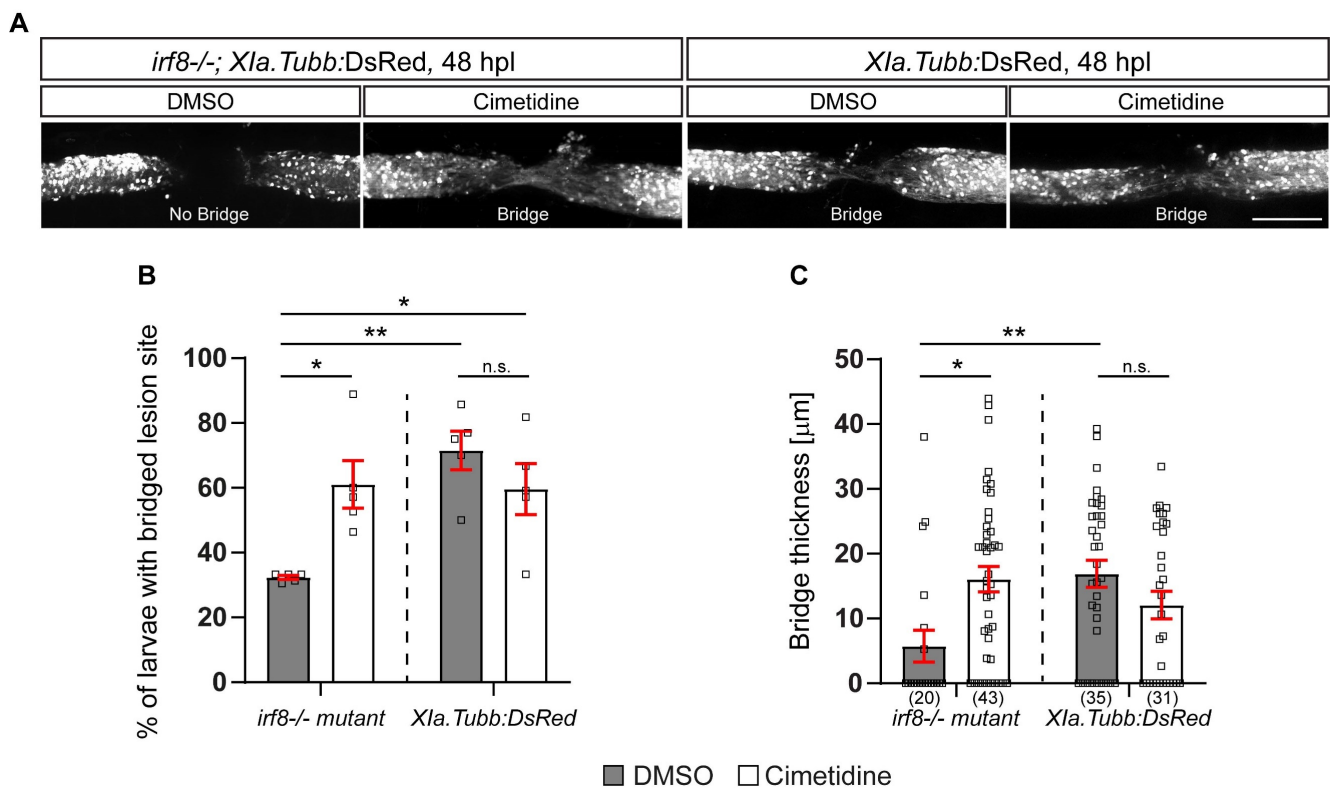 A
irf8-/-; Xla.Tubb:DsRed, 48 hpl
Xla.Tubb:DsRed, 48 hpl
DMSO
Cimetidine
DMSO
Cimetidine
No Bridge
Bridge
Bridge
Bridge
B
% of larvae with bridged lesion site
100
80
60
40
20
0
*
**
*
n.s.
irf8-/- mutant
Xla.Tubb:DsRed
C
Bridge thickness [µm]
50
40
30
20
10
0
**
*
n.s.
(20)
(43)
(35)
(31)
irf8-/- mutant
Xla.Tubb:DsRed
DMSO
Cimetidine